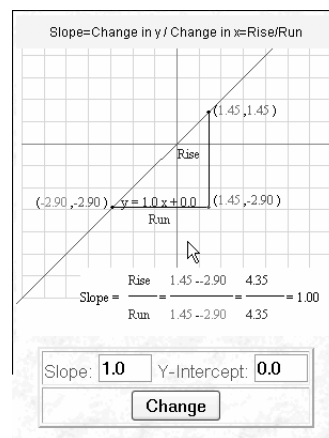 Slope=Change in y / Change in x=Rise/Run
(1.45 ,1.45 )
Rise
(-2.90 ,-2.90 )
y = 1.0 x + 0.0
(1.45 ,-2.90 )
Run
Rise 1.45 --2.90 4.35
Slope = = = = 1.00
Run 1.45 --2.90 4.35
Slope: 1.0 Y-Intercept: 0.0
Change